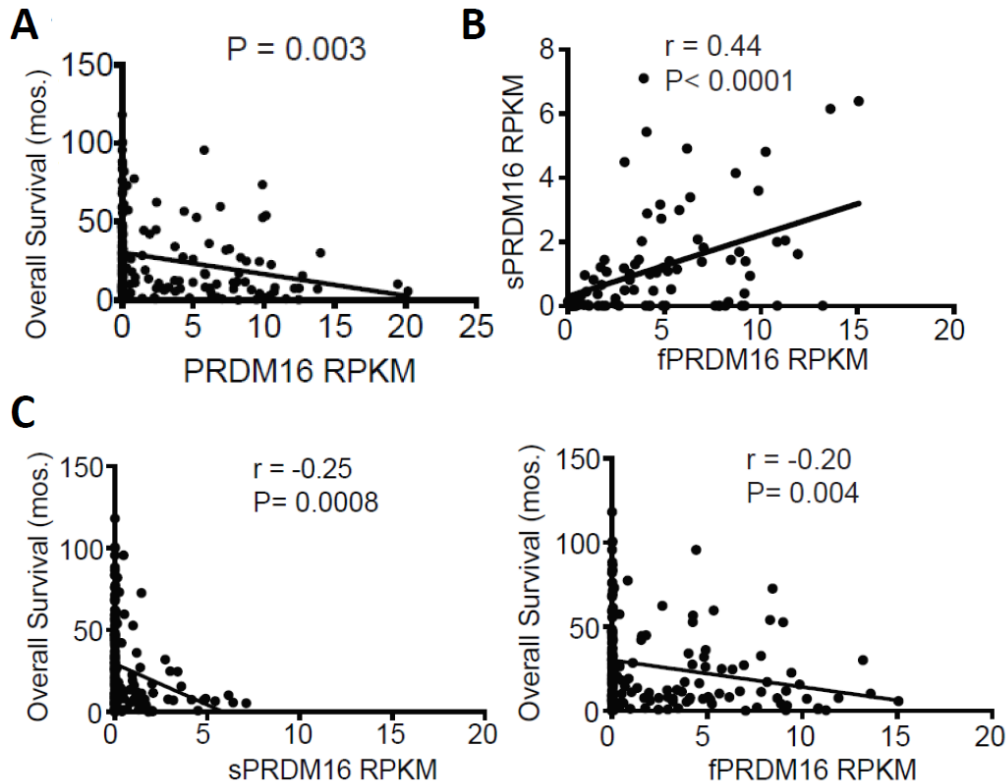 A
P = 0.003
Overall Survival (mos.)
150
100
50
0
0 5 10 15 20 25
PRDM16 RPKM
B
r = 0.44
P< 0.0001
sPRDM16 RPKM
8
6
4
2
0
0 5 10 15 20
fPRDM16 RPKM
C
r = -0.25
P= 0.0008
Overall Survival (mos.)
150
100
50
0
0 5 10 15 20
sPRDM16 RPKM
r = -0.20
P= 0.004
Overall Survival (mos.)
150
100
50
0
0 5 10 15 20
fPRDM16 RPKM